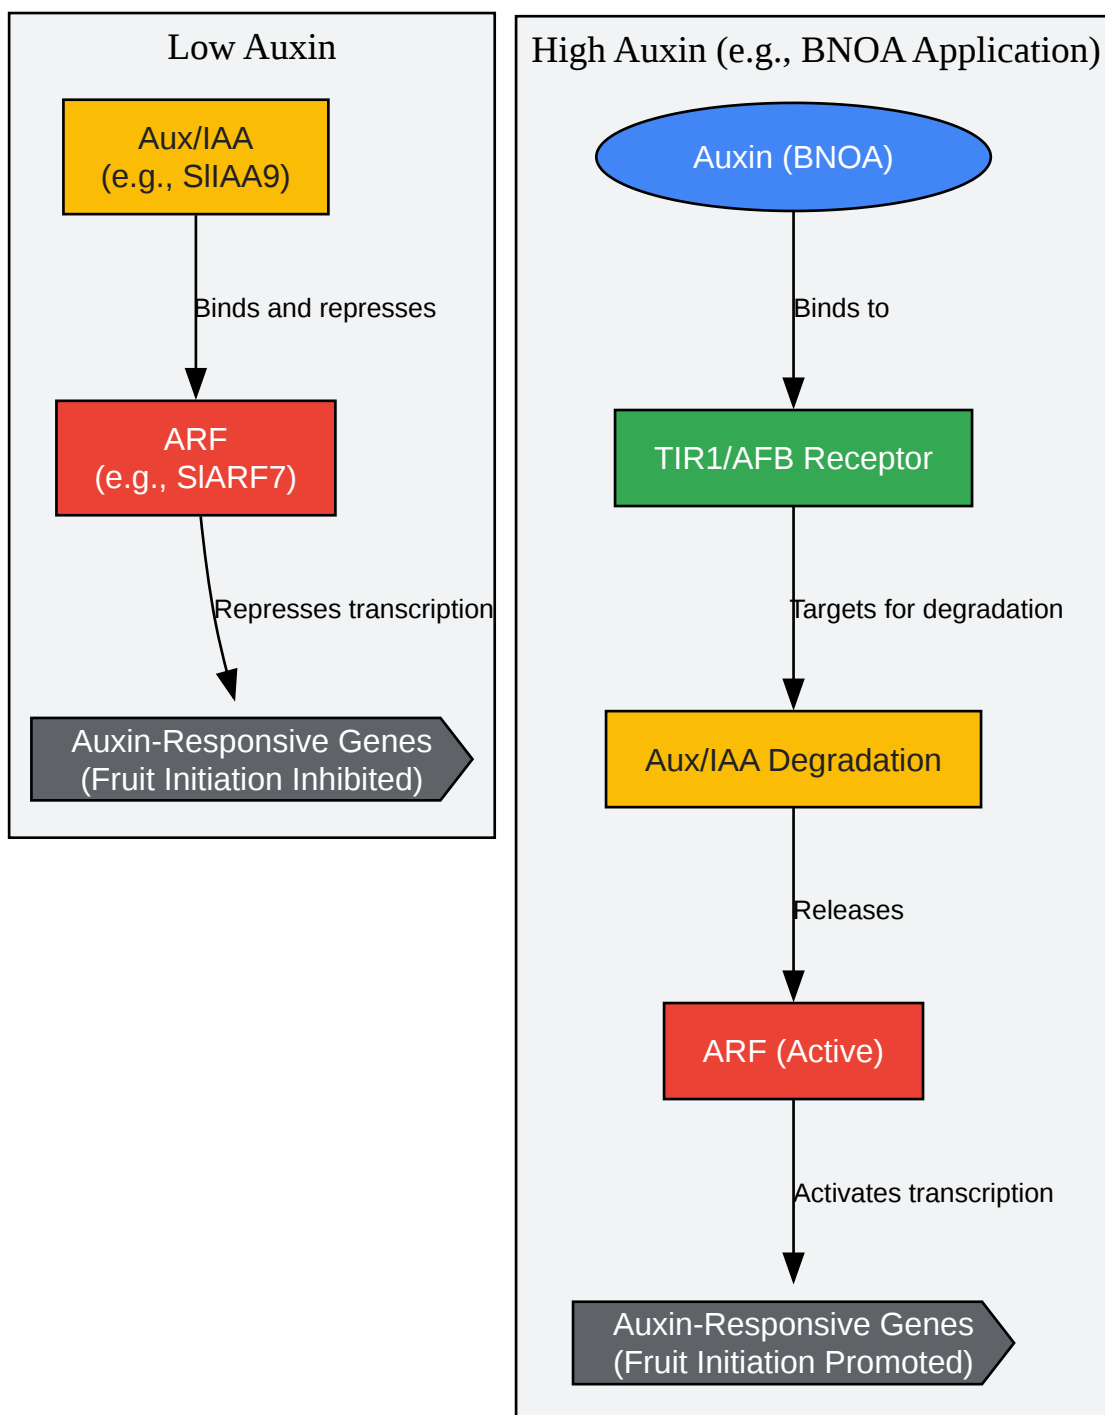 Low Auxin
Aux/IAA
(e.g., SlIAA9)
Binds and represses
ARF
(e.g., SlARF7)
Represses transcription
Auxin-Responsive Genes
(Fruit Initiation Inhibited)
High Auxin (e.g., BNOA Application)
Auxin (BNOA)
Binds to
TIR1/AFB Receptor
Targets for degradation
Aux/IAA Degradation
Releases
ARF (Active)
Activates transcription
Auxin-Responsive Genes
(Fruit Initiation Promoted)